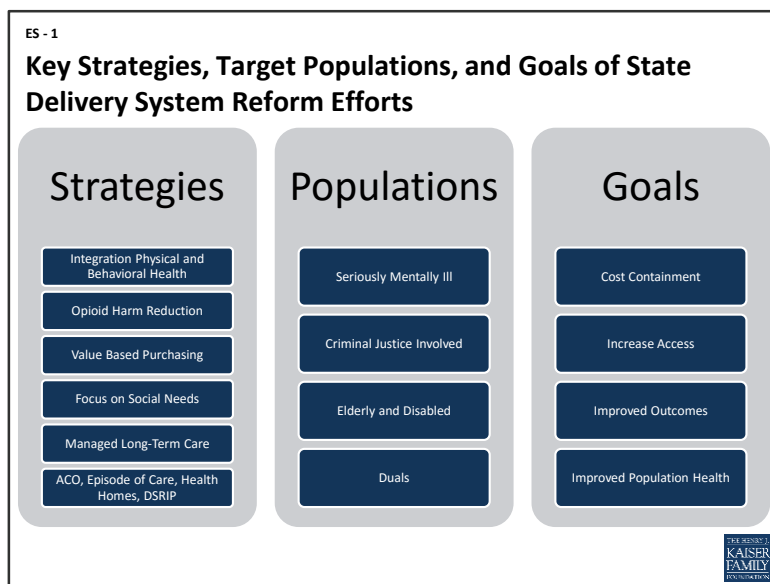 ES - 1
Key Strategies, Target Populations, and Goals of State
Delivery System Reform Efforts
Strategies
Integration Physical and
Behavioral Health
Opioid Harm Reduction
Value Based Purchasing
Focus on Social Needs
Managed Long-Term Care
ACO, Episode of Care, Health
Homes, DSRIP
Populations
Seriously Mentally Ill
Criminal Justice Involved
Elderly and Disabled
Duals
Goals
Cost Containment
Increase Access
Improved Outcomes
Improved Population Health
THE HENRY J.
KAISER
FAMILY
FOUNDATION